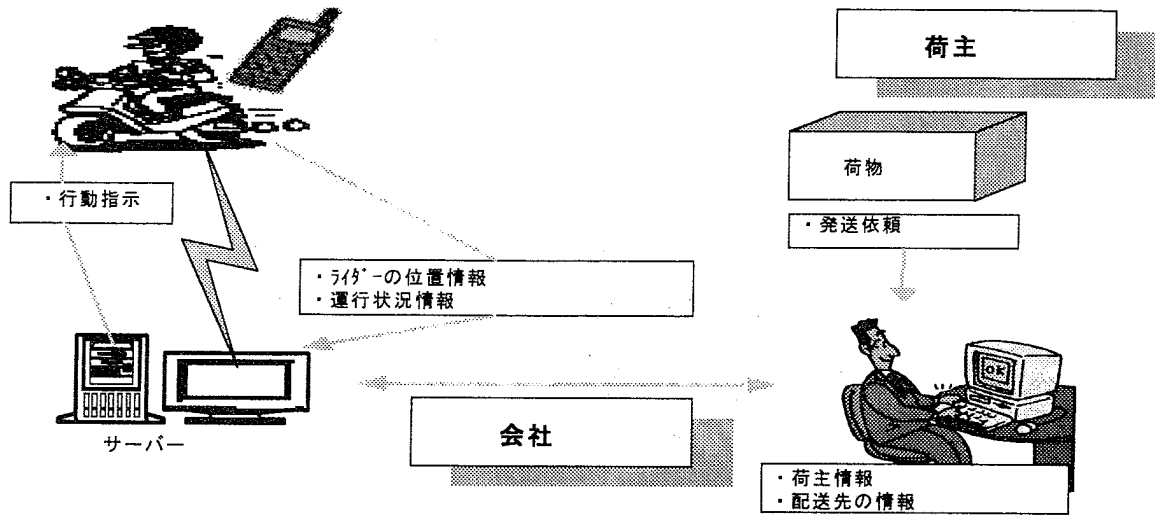 荷主
荷物
・発送依頼
・行動指示
・ﾗｲﾀﾞｰの位置情報
・運行状況情報
サーバー
会社
OK
・荷主情報
・配送先の情報